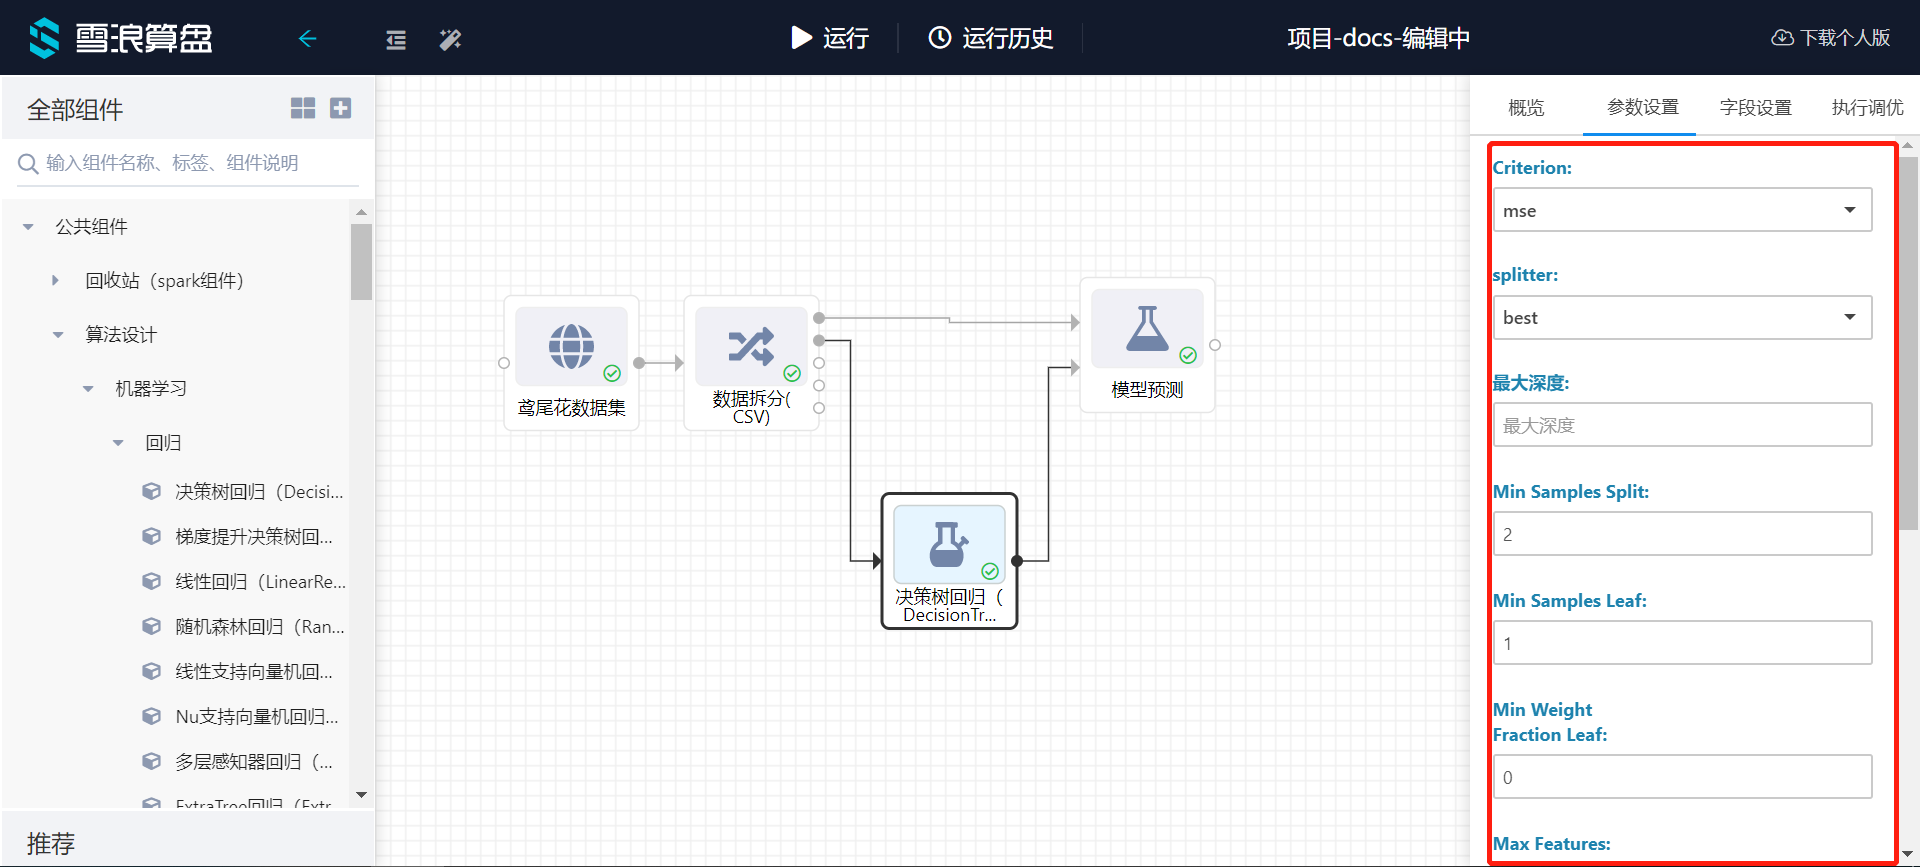 雪浪算盘
运行
运行历史
项目-docs-编辑中
下载个人版
全部组件
输入组件名称、标签、组件说明
公共组件
回收站（spark组件）
算法设计
机器学习
回归
决策树回归（Decisi...
梯度提升决策树回...
线性回归（LinearRe...
随机森林回归（Ran...
线性支持向量机回...
Nu支持向量机回归...
多层感知器回归（...
ExtraTree回归（Extr
推荐
鸢尾花数据集
数据拆分(
CSV)
模型预测
决策树回归（
DecisionTr...
概览
参数设置
字段设置
执行调优
Criterion:
mse
splitter:
best
最大深度:
最大深度
Min Samples Split:
2
Min Samples Leaf:
1
Min Weight
Fraction Leaf:
0
Max Features: